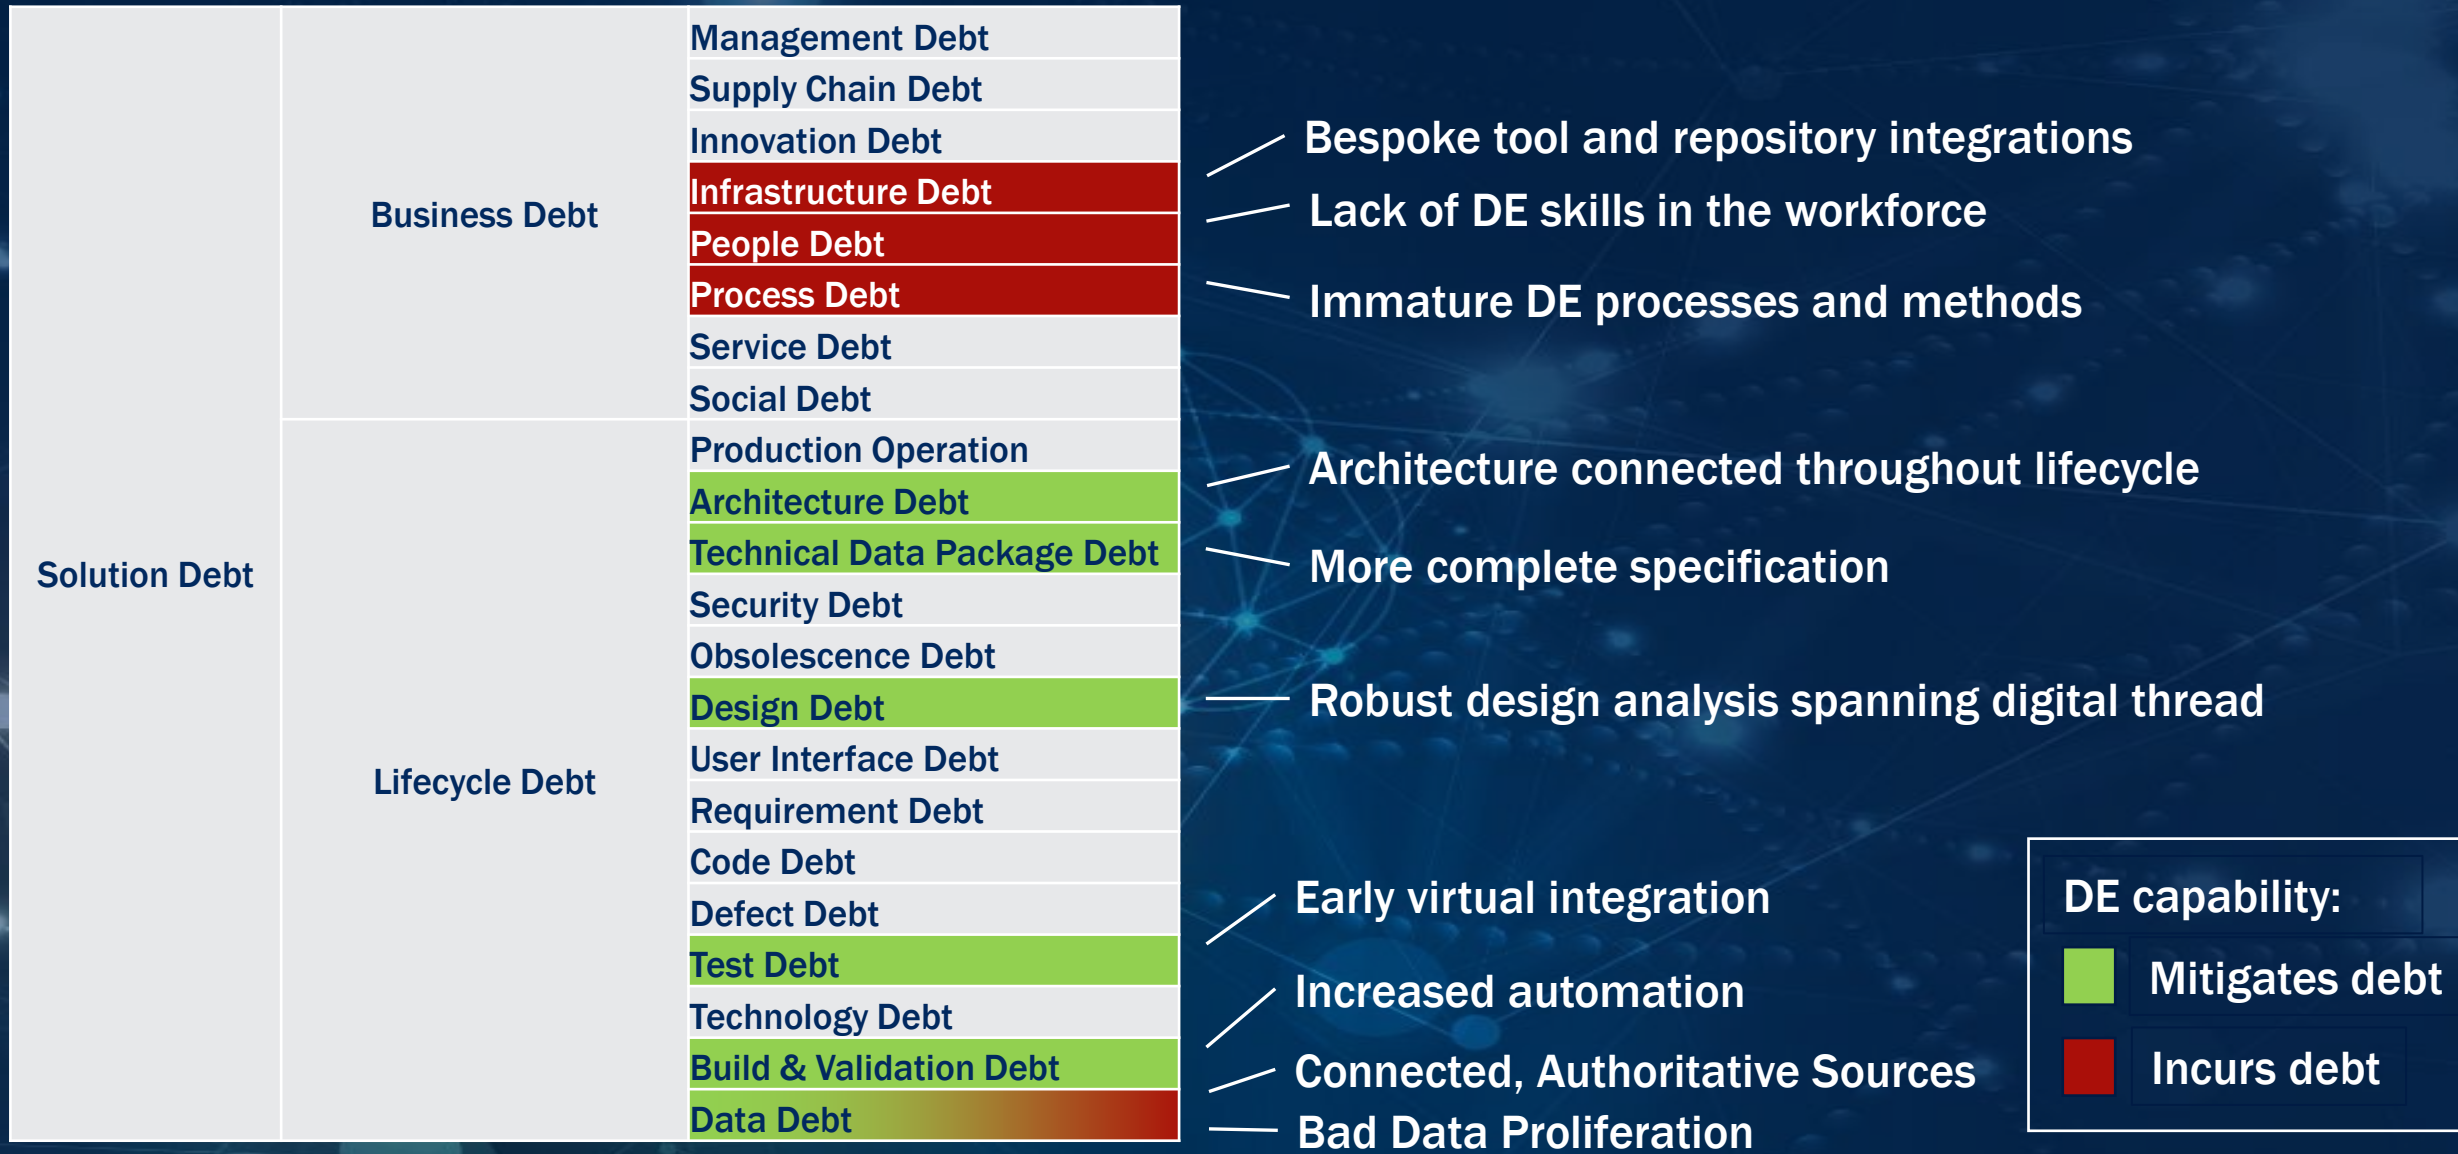 Solution Debt
Business Debt
Management Debt
Supply Chain Debt
Innovation Debt
Infrastructure Debt
People Debt
Process Debt
Service Debt
Social Debt
Lifecycle Debt
Production Operation
Architecture Debt
Technical Data Package Debt
Security Debt
Obsolescence Debt
Design Debt
User Interface Debt
Requirement Debt
Code Debt
Defect Debt
Test Debt
Technology Debt
Build & Validation Debt
Data Debt
Bespoke tool and repository integrations
Lack of DE skills in the workforce
Immature DE processes and methods
Architecture connected throughout lifecycle
More complete specification
Robust design analysis spanning digital thread
Early virtual integration
Increased automation
Connected, Authoritative Sources
Bad Data Proliferation
DE capability:
Mitigates debt
Incurs debt